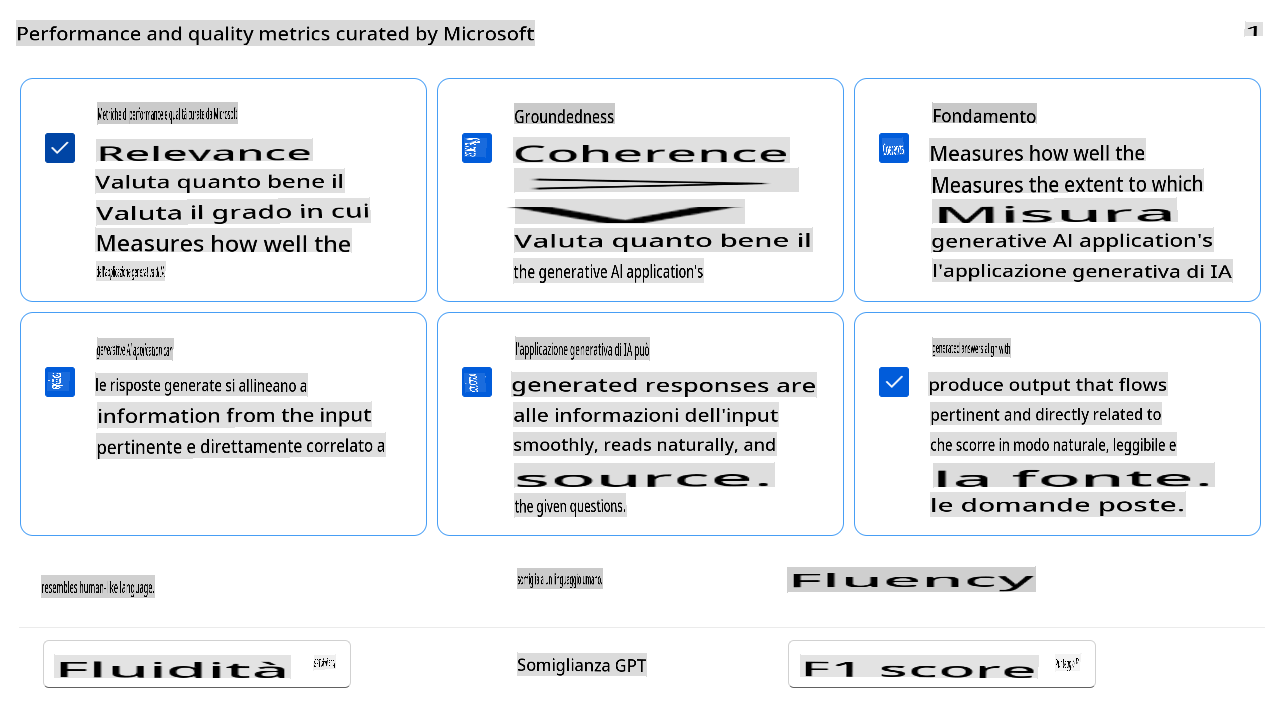 Performance and quality metrics curated by Microsoft
1
Metriche di performance e qualità curate da Microsoft
Relevance
Valuta quanto bene il
Valuta il grado in cui
Measures how well the
dell'applicazione generativa di IA
Groundedness
Coherence
Valuta quanto bene il
the generative AI application's
Fondamento
Coerenza
Measures how well the
Measures the extent to which
Misura
generative AI application's
l'applicazione generativa di IA
generative AI application can
le risposte generate si allineano a
information from the input
pertinente e direttamente correlato a
l'applicazione generativa di IA può
generated responses are
alle informazioni dell'input
smoothly, reads naturally, and
source.
the given questions.
generated answers align with
produce output that flows
pertinent and directly related to
che scorre in modo naturale, leggibile e
la fonte.
le domande poste.
resembles human-like language.
somiglia a un linguaggio umano.
Fluency
Fluidità
Somiglianza GPT
F1 score